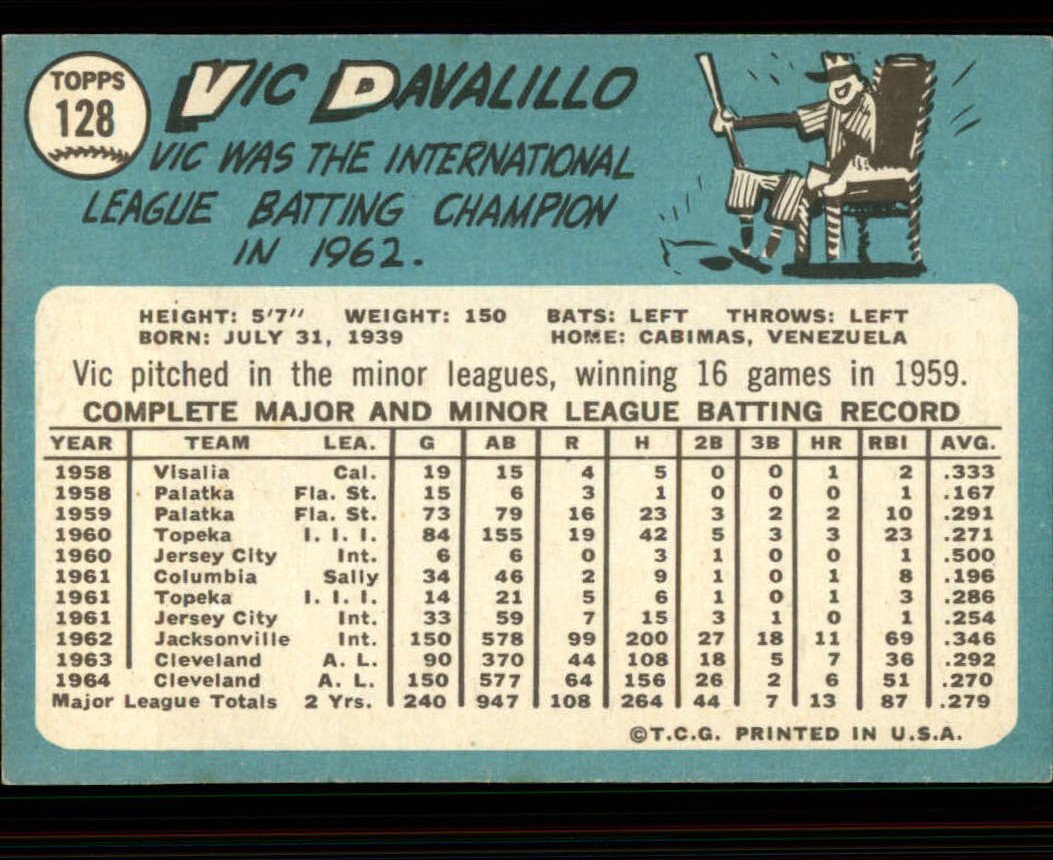 TOPPS
128
VIC DAVALILLO
VIC WAS THE INTERNATIONAL
LEAGUE BATTING CHAMPION
IN 1962.
HEIGHT: 5'7" WEIGHT: 150 BATS: LEFT THROWS: LEFT
BORN: JULY 31, 1939 HOME: CABIMAS, VENEZUELA
Vic pitched in the minor leagues, winning 16 games in 1959.
COMPLETE MAJOR AND MINOR LEAGUE BATTING RECORD
YEAR TEAM LEA. G AB R H 2B 3B HR RBI AVG.
1958 Visalia Cal. 19 15 4 5 0 0 1 2 .333
1958 Palatka Fla. St. 15 6 3 1 0 0 0 1 .167
1959 Palatka Fla. St. 73 79 16 23 3 2 2 10 .291
1960 Topeka I. I. I. 84 155 19 42 5 3 3 23 .271
1960 Jersey City Int. 6 6 0 3 1 0 0 1 .500
1961 Columbia Sally 34 46 2 9 1 0 1 8 .196
1961 Topeka I. I. I. 14 21 5 6 1 0 1 3 .286
1961 Jersey City Int. 33 59 7 15 3 1 0 1 .254
1962 Jacksonville Int. 150 578 99 200 27 18 11 69 .346
1963 Cleveland A. L. 90 370 44 108 18 5 7 36 .292
1964 Cleveland A. L. 150 577 64 156 26 2 6 51 .270
Major League Totals 2 Yrs. 240 947 108 264 44 7 13 87 .279
©T.C.G. PRINTED IN U.S.A.